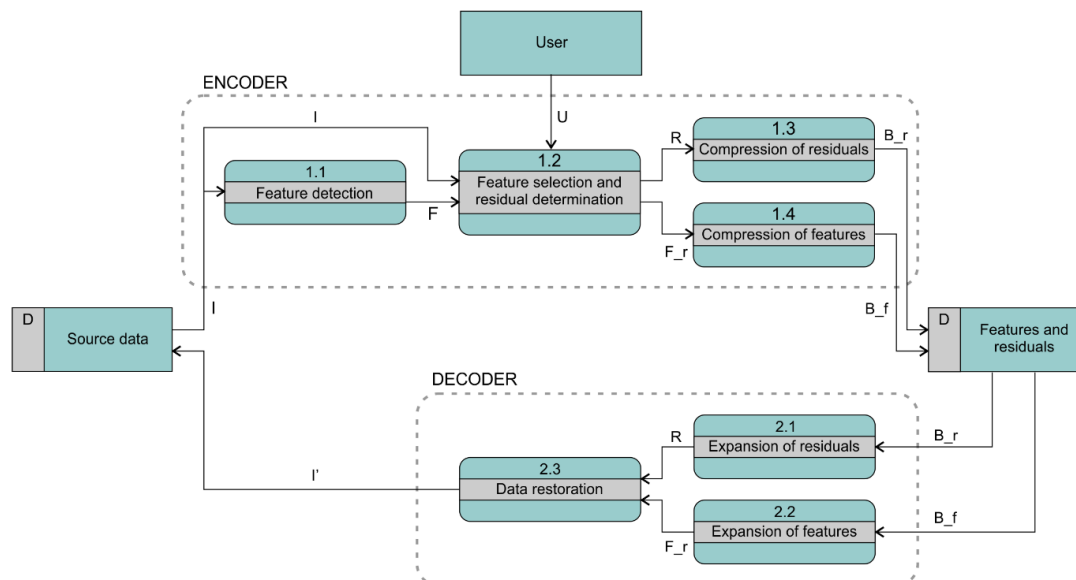 User
ENCODER
I
U
1.1
Feature detection
F
1.2
Feature selection and
residual determination
R
1.3
Compression of residuals
B_r
1.4
Compression of features
F_r
B_f
I
D
Source data
D
Features and
residuals
DECODER
2.1
Expansion of residuals
R
B_r
2.3
Data restoration
I'
2.2
Expansion of features
F_r
B_f